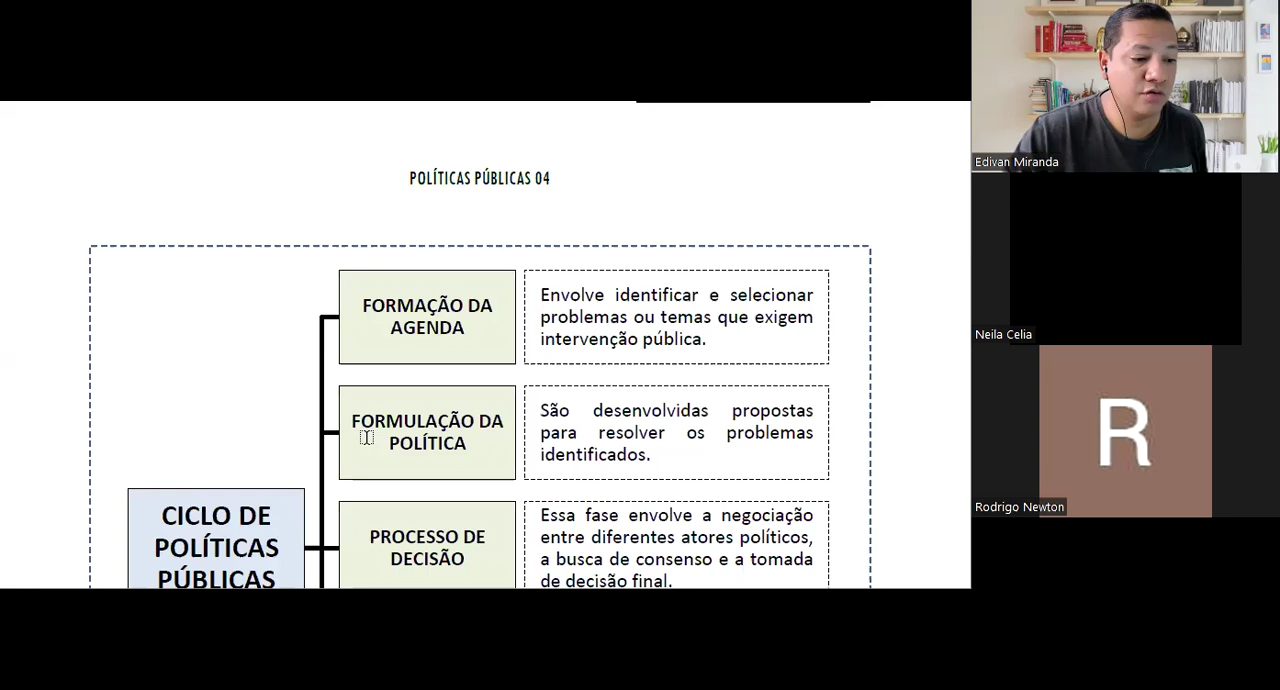 POLÍTICAS PÚBLICAS 04
FORMAÇÃO DA
AGENDA
Envolve identificar e selecionar
problemas ou temas que exigem
intervenção pública.
FORMULAÇÃO DA
POLÍTICA
São desenvolvidas propostas
para resolver os problemas
identificados.
CICLO DE
POLÍTICAS
PÚBLICAS
PROCESSO DE
DECISÃO
Essa fase envolve a negociação
entre diferentes atores políticos,
a busca de consenso e a tomada
de decisão final.
Edivan Miranda
Neila Celia
R
Rodrigo Newton